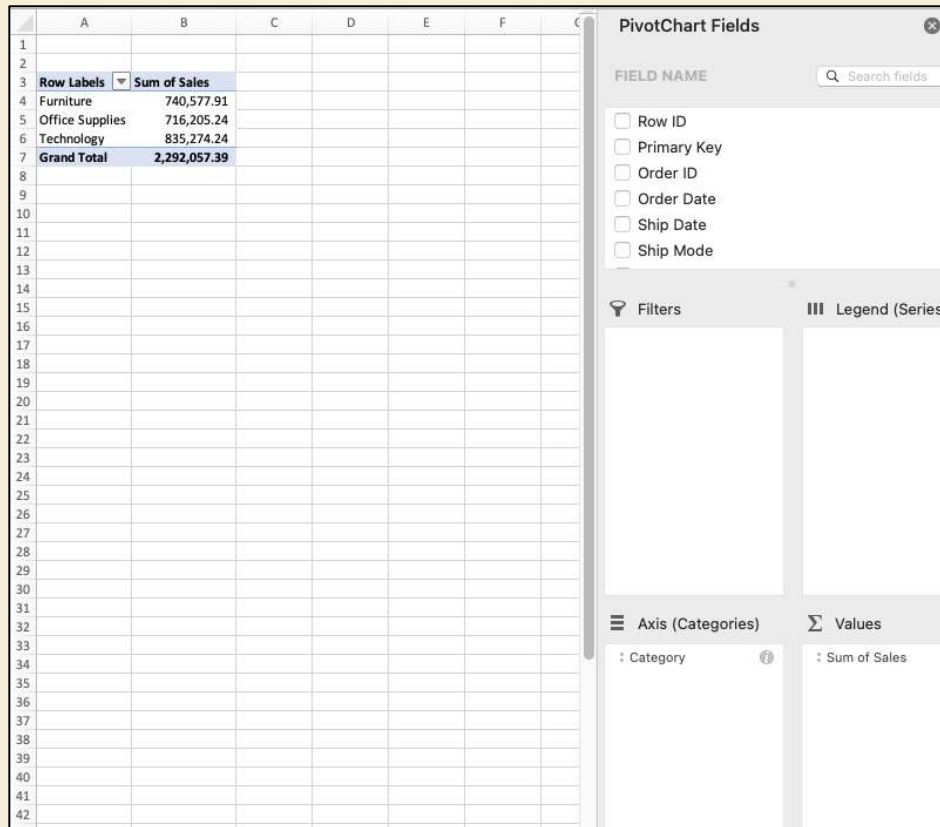 A B C D E F
PivotChart Fields
FIELD NAME
Search fields
1
2
3 Row Labels Sum of Sales
4 Furniture 740,577.91
5 Office Supplies 716,205.24
6 Technology 835,274.24
7 Grand Total 2,292,057.39
8
9
10
11
12
13
14
15
16
17
18
19
20
21
22
23
24
25
26
27
28
29
30
31
32
33
34
35
36
37
38
39
40
41
42
Row ID
Primary Key
Order ID
Order Date
Ship Date
Ship Mode
Filters
Legend (Series
Axis (Categories)
Σ Values
Category
Sum of Sales